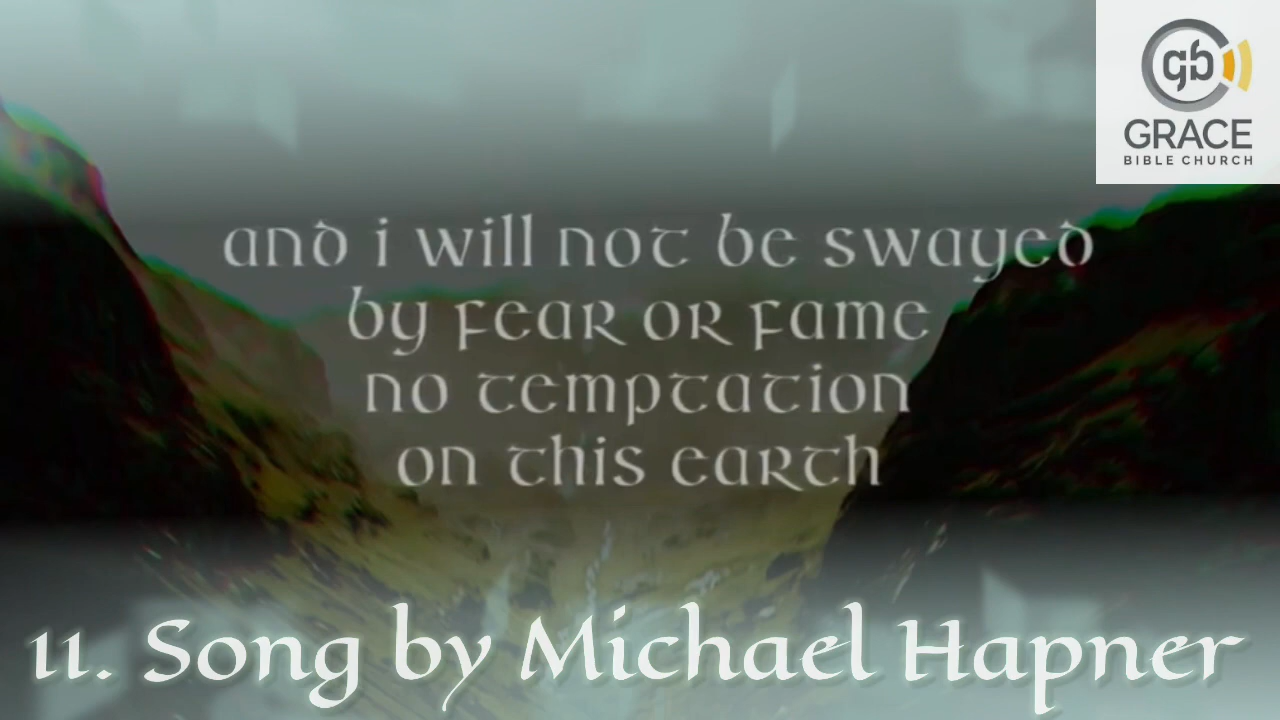 gb
GRACE
BIBLE CHURCH
and i will not be swayed
by fear or fame
no temptation
on this earth
11. Song by Michael Hapner